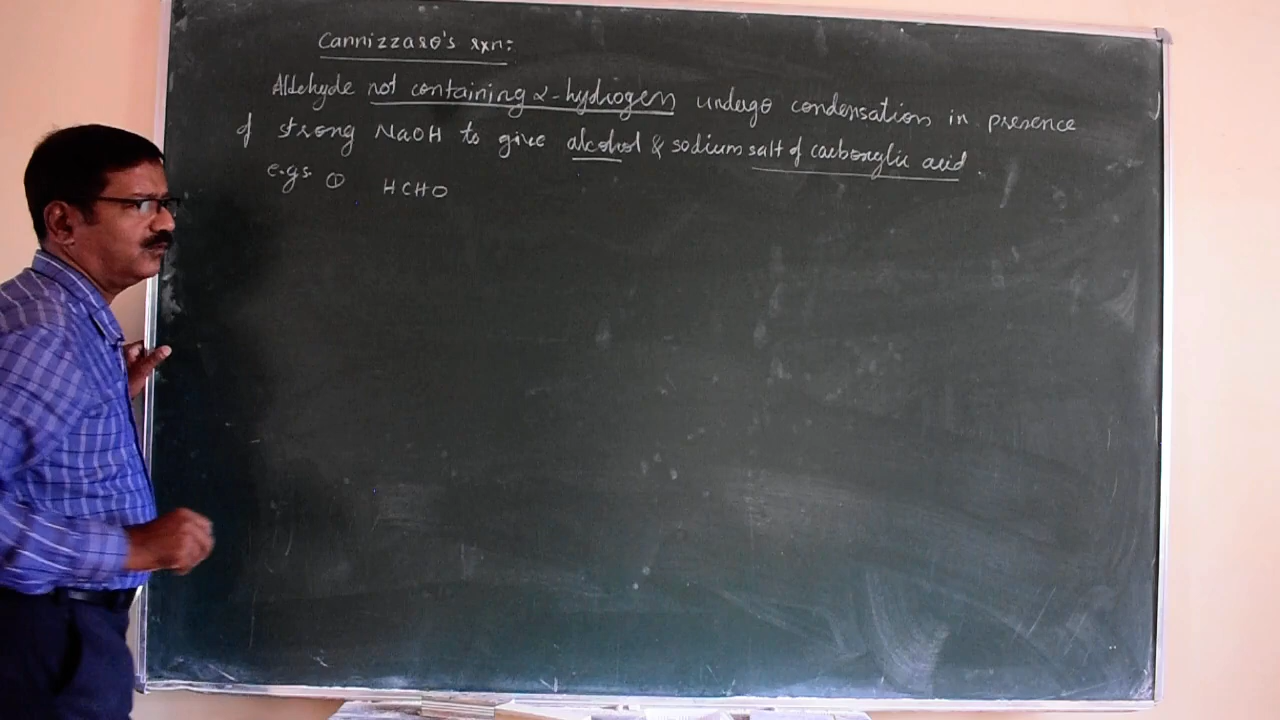 Cannizzaro's rxn:
Aldehyde not containing α-hydrogen undergo condensation in presence
of strong NaOH to give alcohol & sodium salt of carboxylic acid.
e.gs. ① HCHO